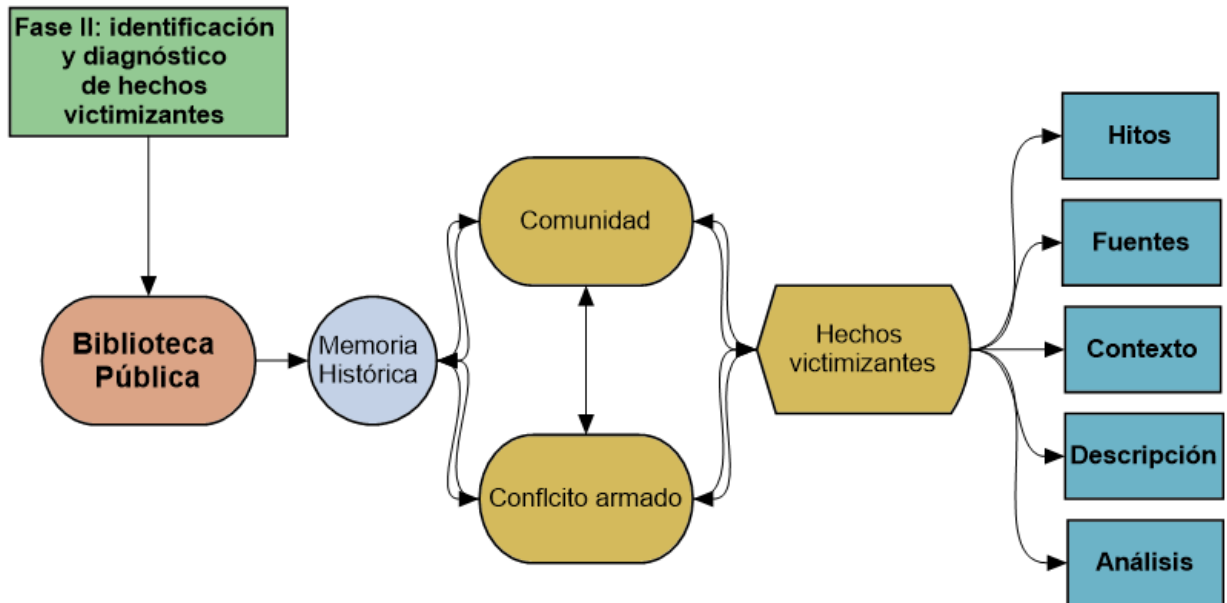 Fase II: identificación
y diagnóstico
de hechos
victimizantes
Biblioteca
Pública
Memoria
Histórica
Comunidad
Conflcito armado
Hechos
victimizantes
Hitos
Fuentes
Contexto
Descripción
Análisis